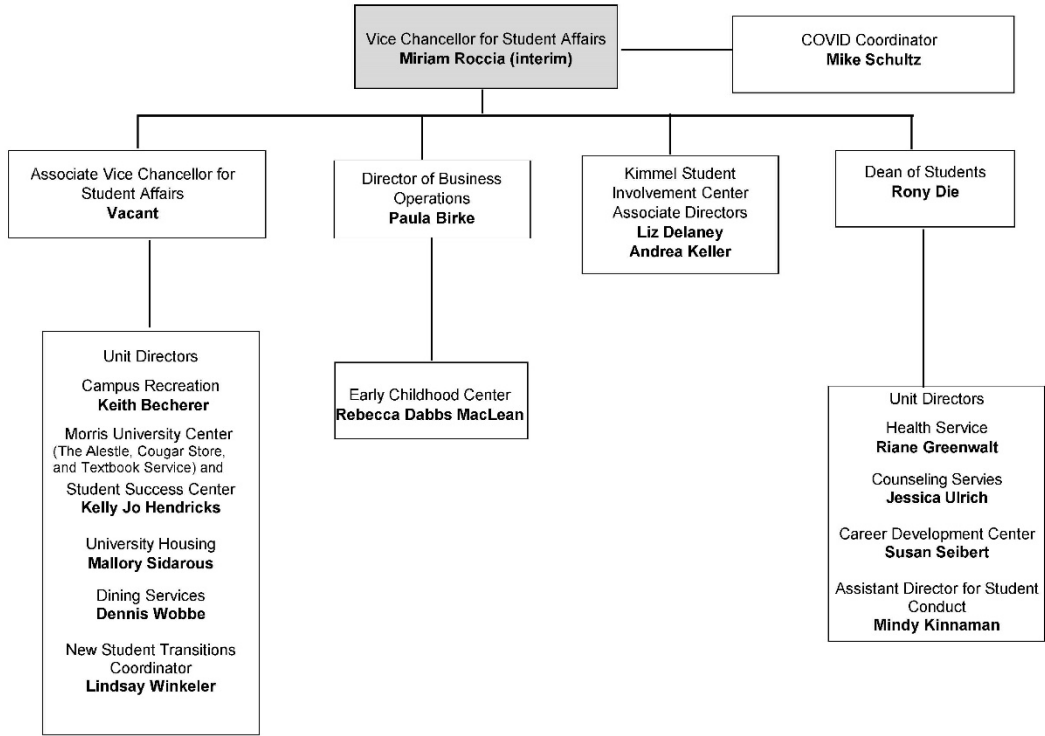 Vice Chancellor for Student Affairs
Miriam Roccia (interim)
COVID Coordinator
Mike Schultz
Associate Vice Chancellor for
Student Affairs
Vacant
Director of Business
Operations
Paula Birke
Kimmel Student
Involvement Center
Associate Directors
Liz Delaney
Andrea Keller
Dean of Students
Rony Die
Unit Directors
Campus Recreation
Keith Becherer
Morris University Center
(The Alestle, Cougar Store,
and Textbook Service) and
Student Success Center
Kelly Jo Hendricks
University Housing
Mallory Sidarous
Dining Services
Dennis Wobbe
New Student Transitions
Coordinator
Lindsay Winkeler
Early Childhood Center
Rebecca Dabbs MacLean
Unit Directors
Health Service
Riane Greenwalt
Counseling Servies
Jessica Ulrich
Career Development Center
Susan Seibert
Assistant Director for Student
Conduct
Mindy Kinnaman